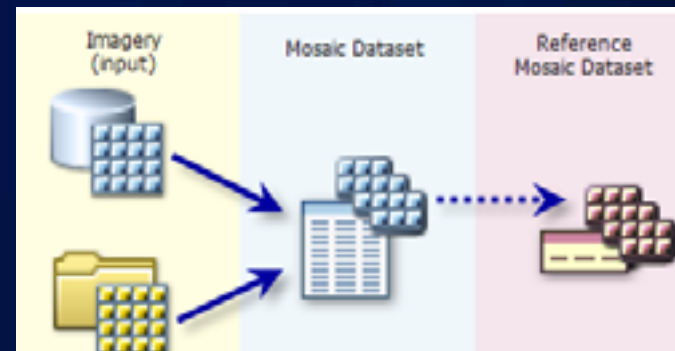 Imagery
(input)
Mosaic Dataset
Reference
Mosaic Dataset